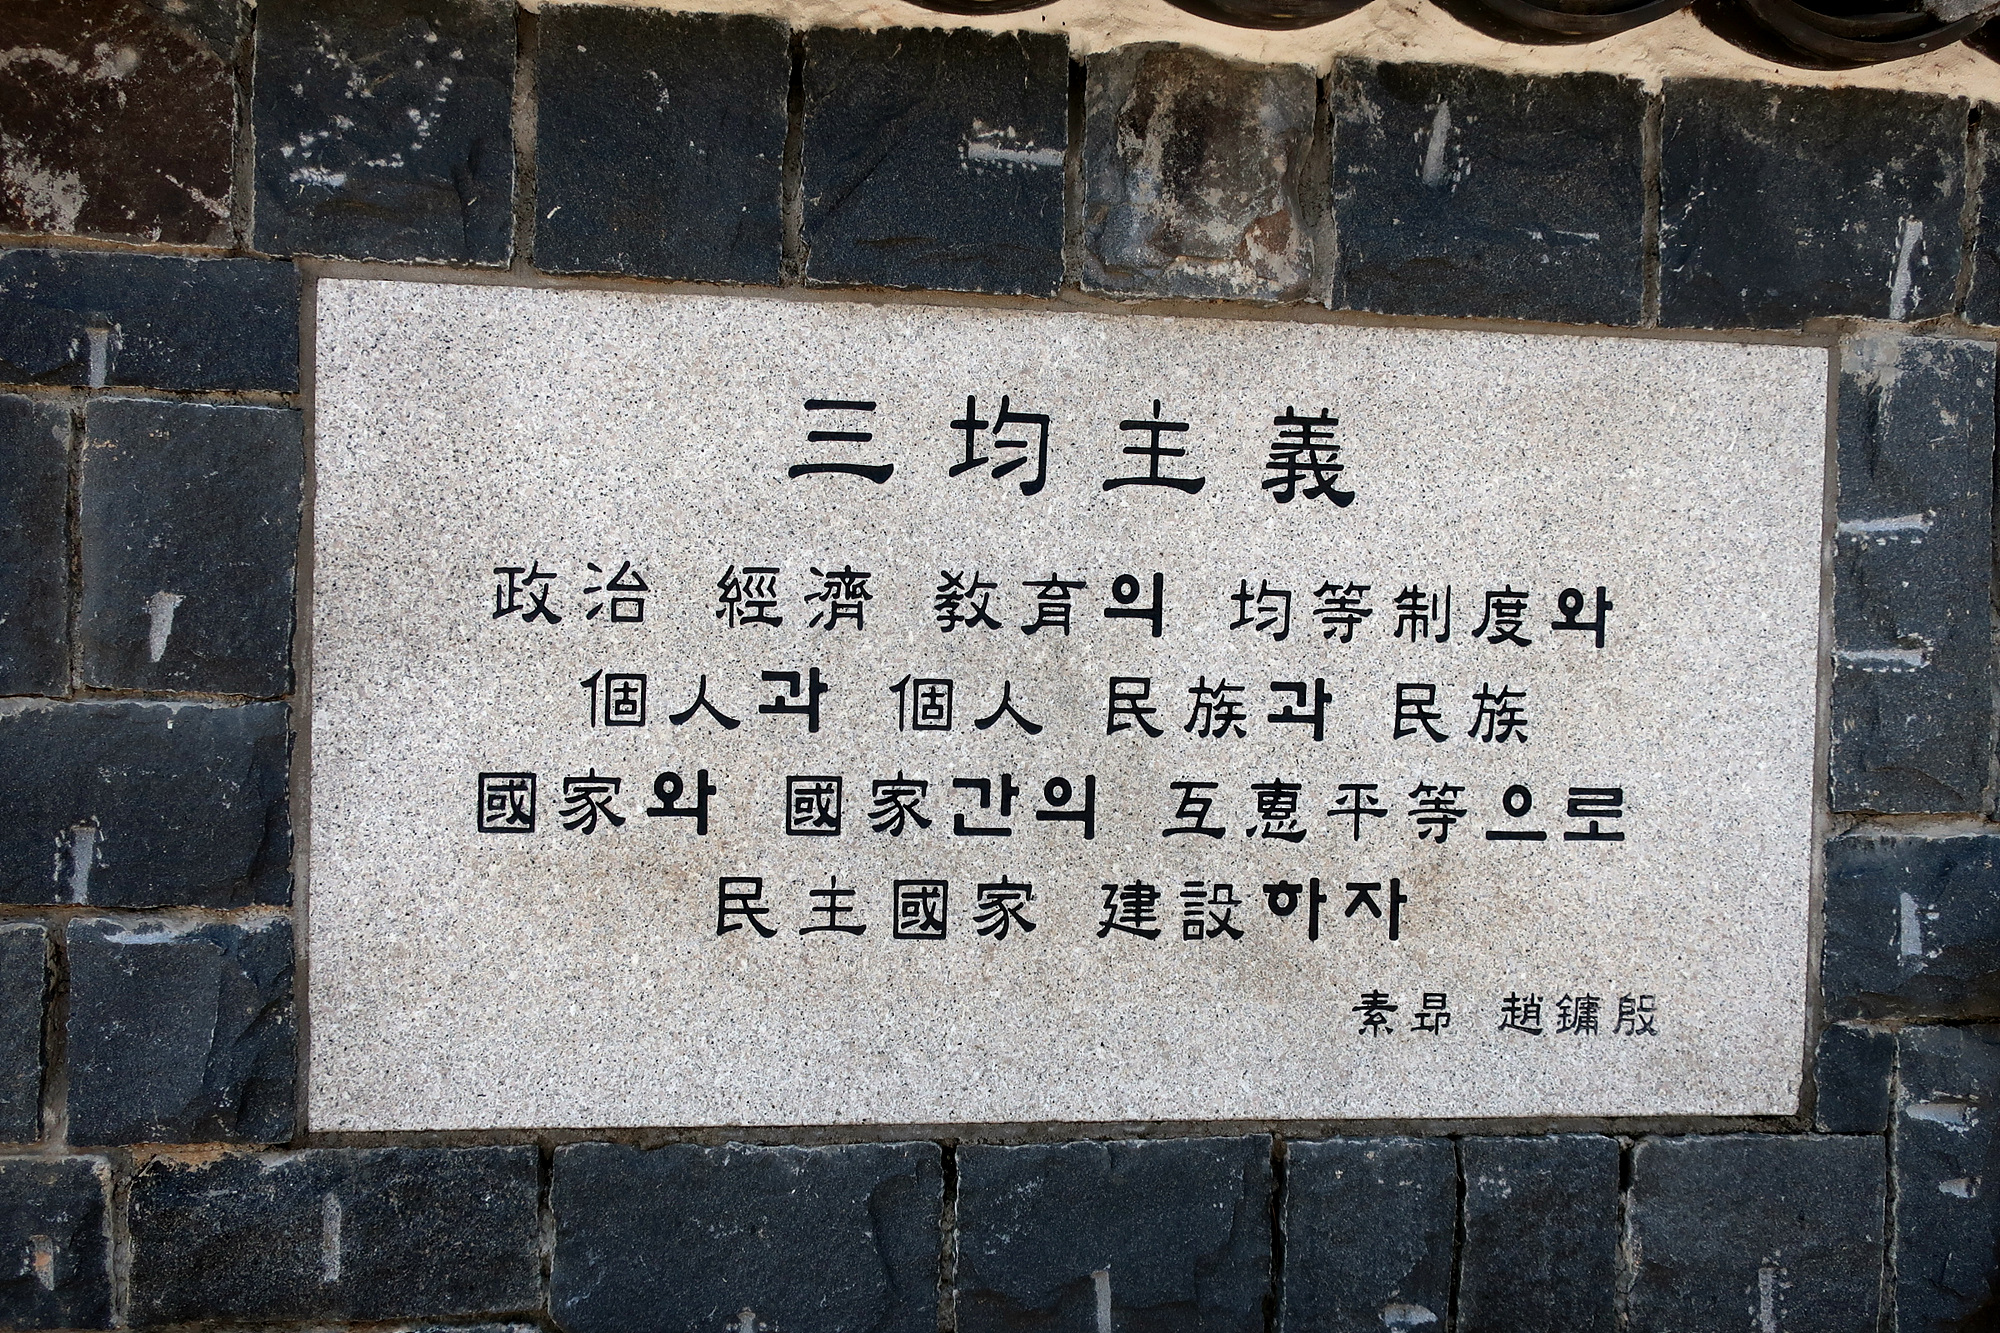 三均主義
政治 經濟 敎育의 均等制度와
個人과 個人 民族과 民族
國家와 國家간의 互惠平等으로
民主國家 建設하자
素昻 趙鏞殷